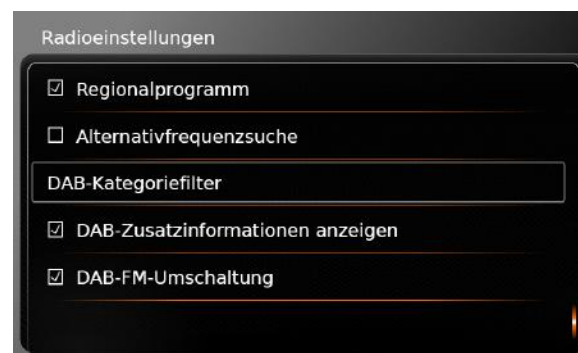 Radioeinstellungen
Regionalprogramm
Alternativfrequenzsuche
DAB-Kategoriefilter
DAB-Zusatzinformationen anzeigen
DAB-FM-Umschaltung